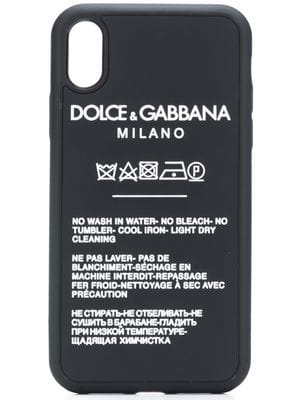 DOLCE & GABBANA
MILANO
NO WASH IN WATER- NO BLEACH- NO
TUMBLER- COOL IRON- LIGHT DRY
CLEANING
NE PAS LAVER- PAS DE
BLANCHIMENT-SÉCHAGE EN
MACHINE INTERDIT-REPASSAGE
FER FROID-NETTOYAGE À SEC AVEC
PRÉCAUTION
НЕ СТИРАТЬ-НЕ ОТБЕЛИВАТЬ-НЕ
СУШИТЬ В БАРАБАНЕ-ГЛАДИТЬ
ПРИ НИЗКОЙ ТЕМПЕРАТУРЕ-
ЩАДЯЩАЯ ХИМЧИСТКА